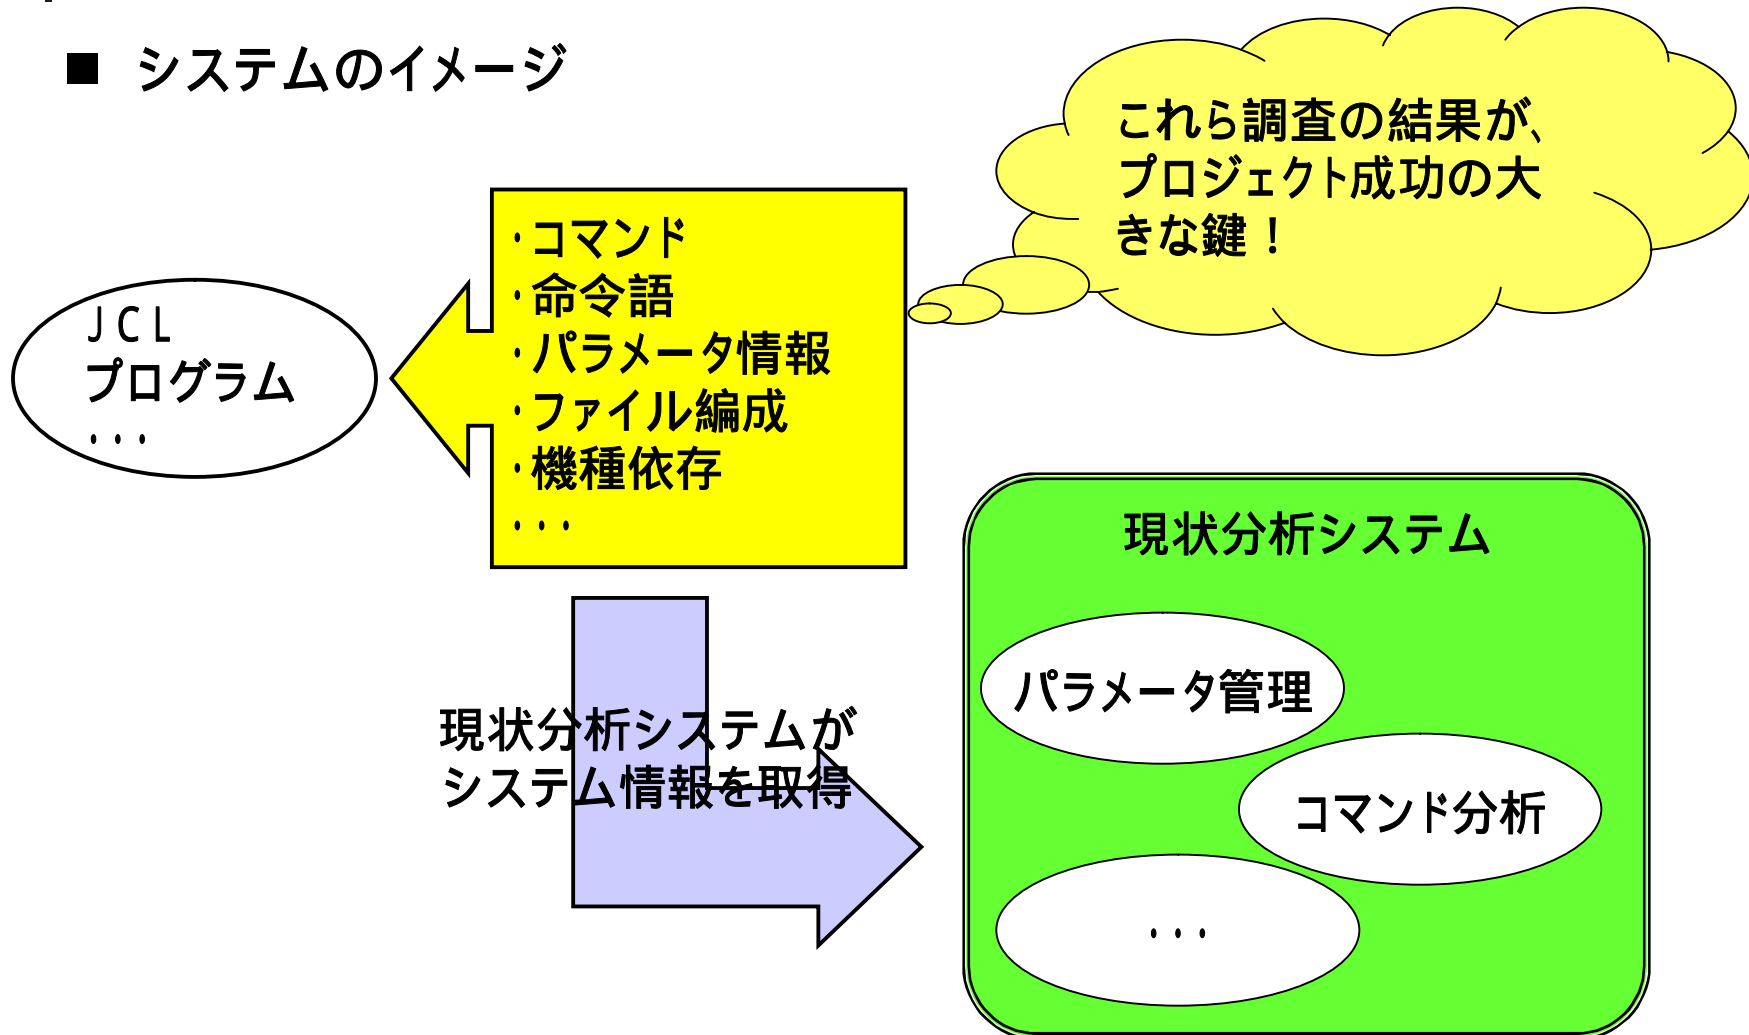 ■ システムのイメージ
これら調査の結果が、
プロジェクト成功の大
きな鍵！
・コマンド
・命令語
・パラメータ情報
・ファイル編成
・機種依存
・・・
ＪＣＬ
プログラム
・・・
現状分析システムが
システム情報を取得
現状分析システム
パラメータ管理
コマンド分析
・・・